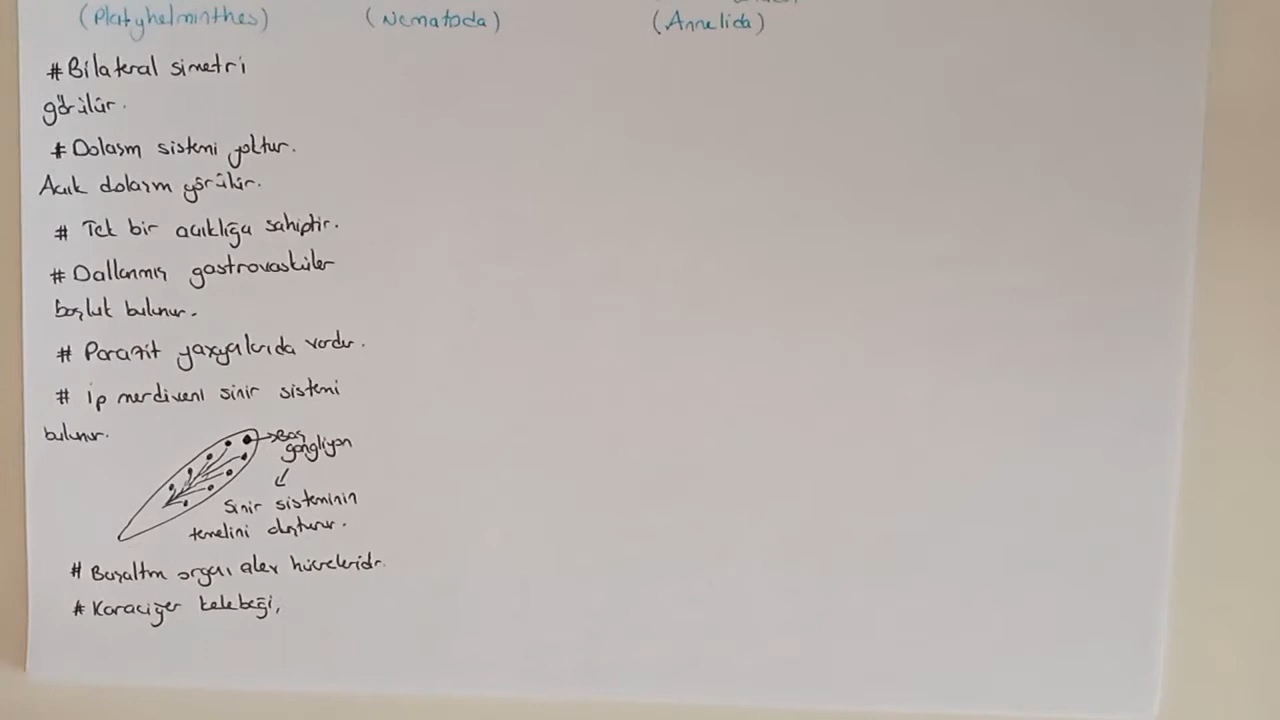 (Platyhelminthes) (Nematoda) (Annelida)
#Bilateral simetri
görülür.
# Dolaşım sistemi yoktur.
Açık dolaşım görülür.
# Tek bir açıklığa sahiptir.
# Dallanmış gastrovasküler
boşluk bulunur.
# Parazit yaşayanlarıda vardır.
# ip merdiveni sinir sistemi
bulunur.
Baş
gangliyon
Sinir sisteminin
temelini oluşturur.
# Boşaltım organı alev hücreleridir.
# Karaciğer kelebeği,